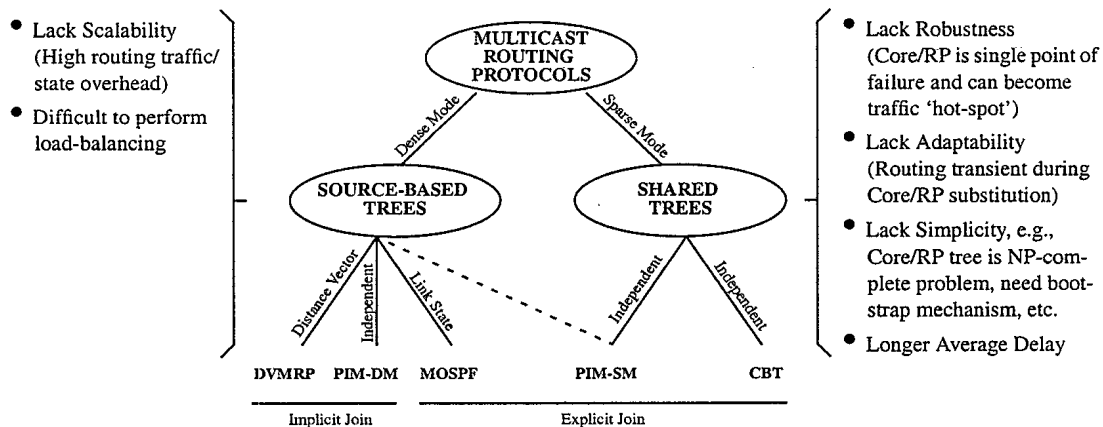 • Lack Scalability
(High routing traffic/
state overhead)
• Difficult to perform
load-balancing
MULTICAST
ROUTING
PROTOCOLS
Dense Mode
Sparse Mode
SOURCE-BASED
TREES
SHARED
TREES
Distance Vector
Independent
Link State
Independent
Independent
DVMRP
PIM-DM
MOSPF
PIM-SM
CBT
Implicit Join
Explicit Join
• Lack Robustness
(Core/RP is single point of
failure and can become
traffic ‘hot-spot’)
• Lack Adaptability
(Routing transient during
Core/RP substitution)
• Lack Simplicity, e.g.,
Core/RP tree is NP-com-
plete problem, need boot-
strap mechanism, etc.
• Longer Average Delay